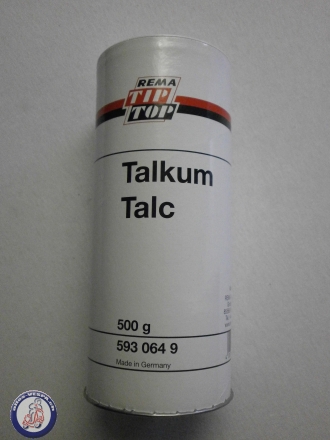 REMA
TIP
TOP
Talkum
Talc
500 g
593 064 9
Made in Germany